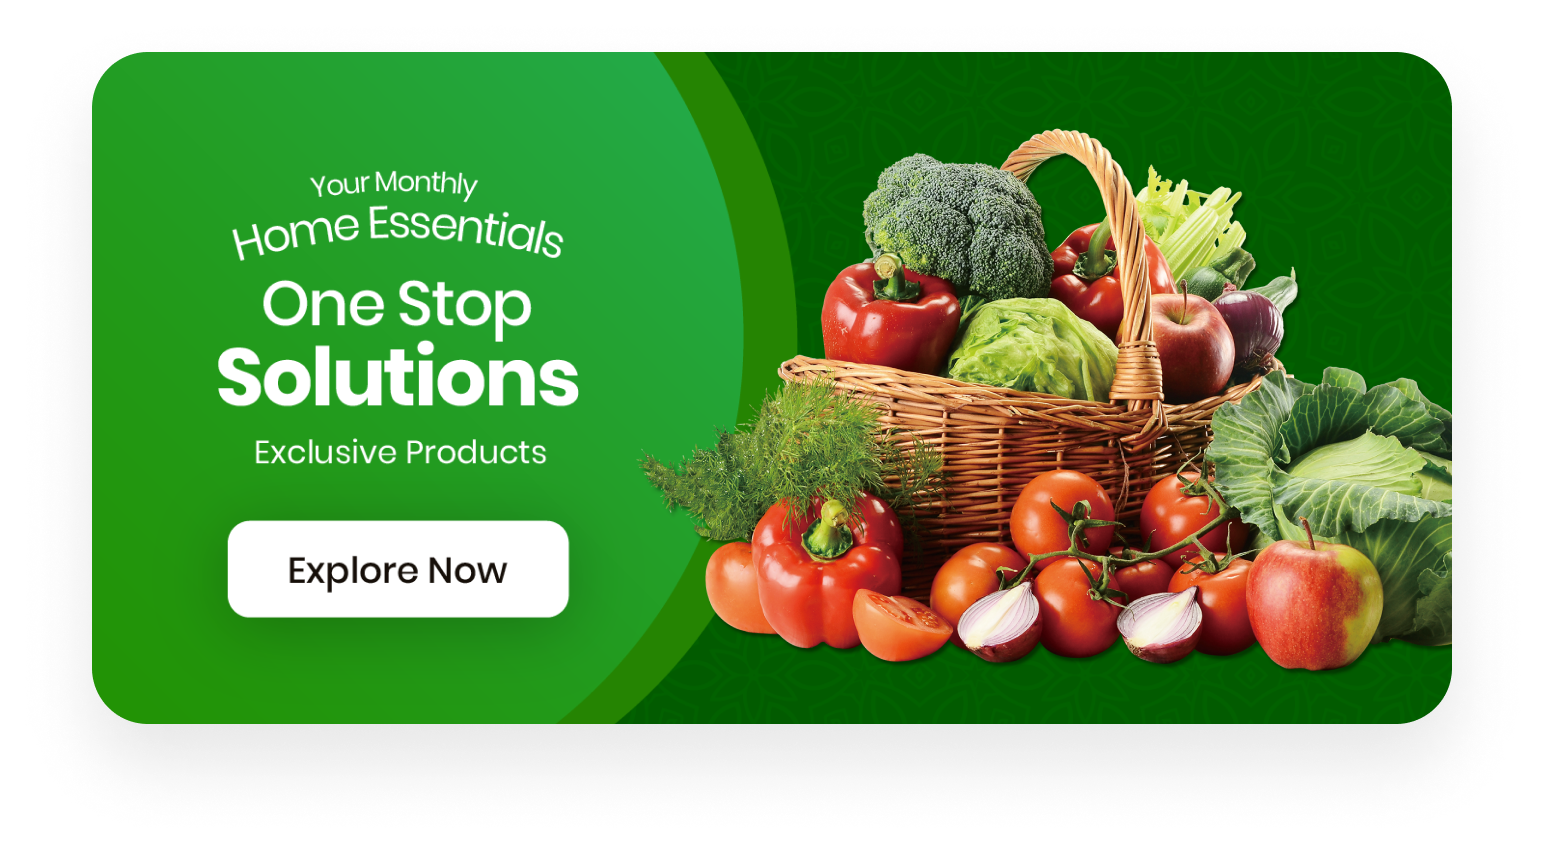 Your Monthly
Home Essentials
One Stop
Solutions
Exclusive Products
Explore Now